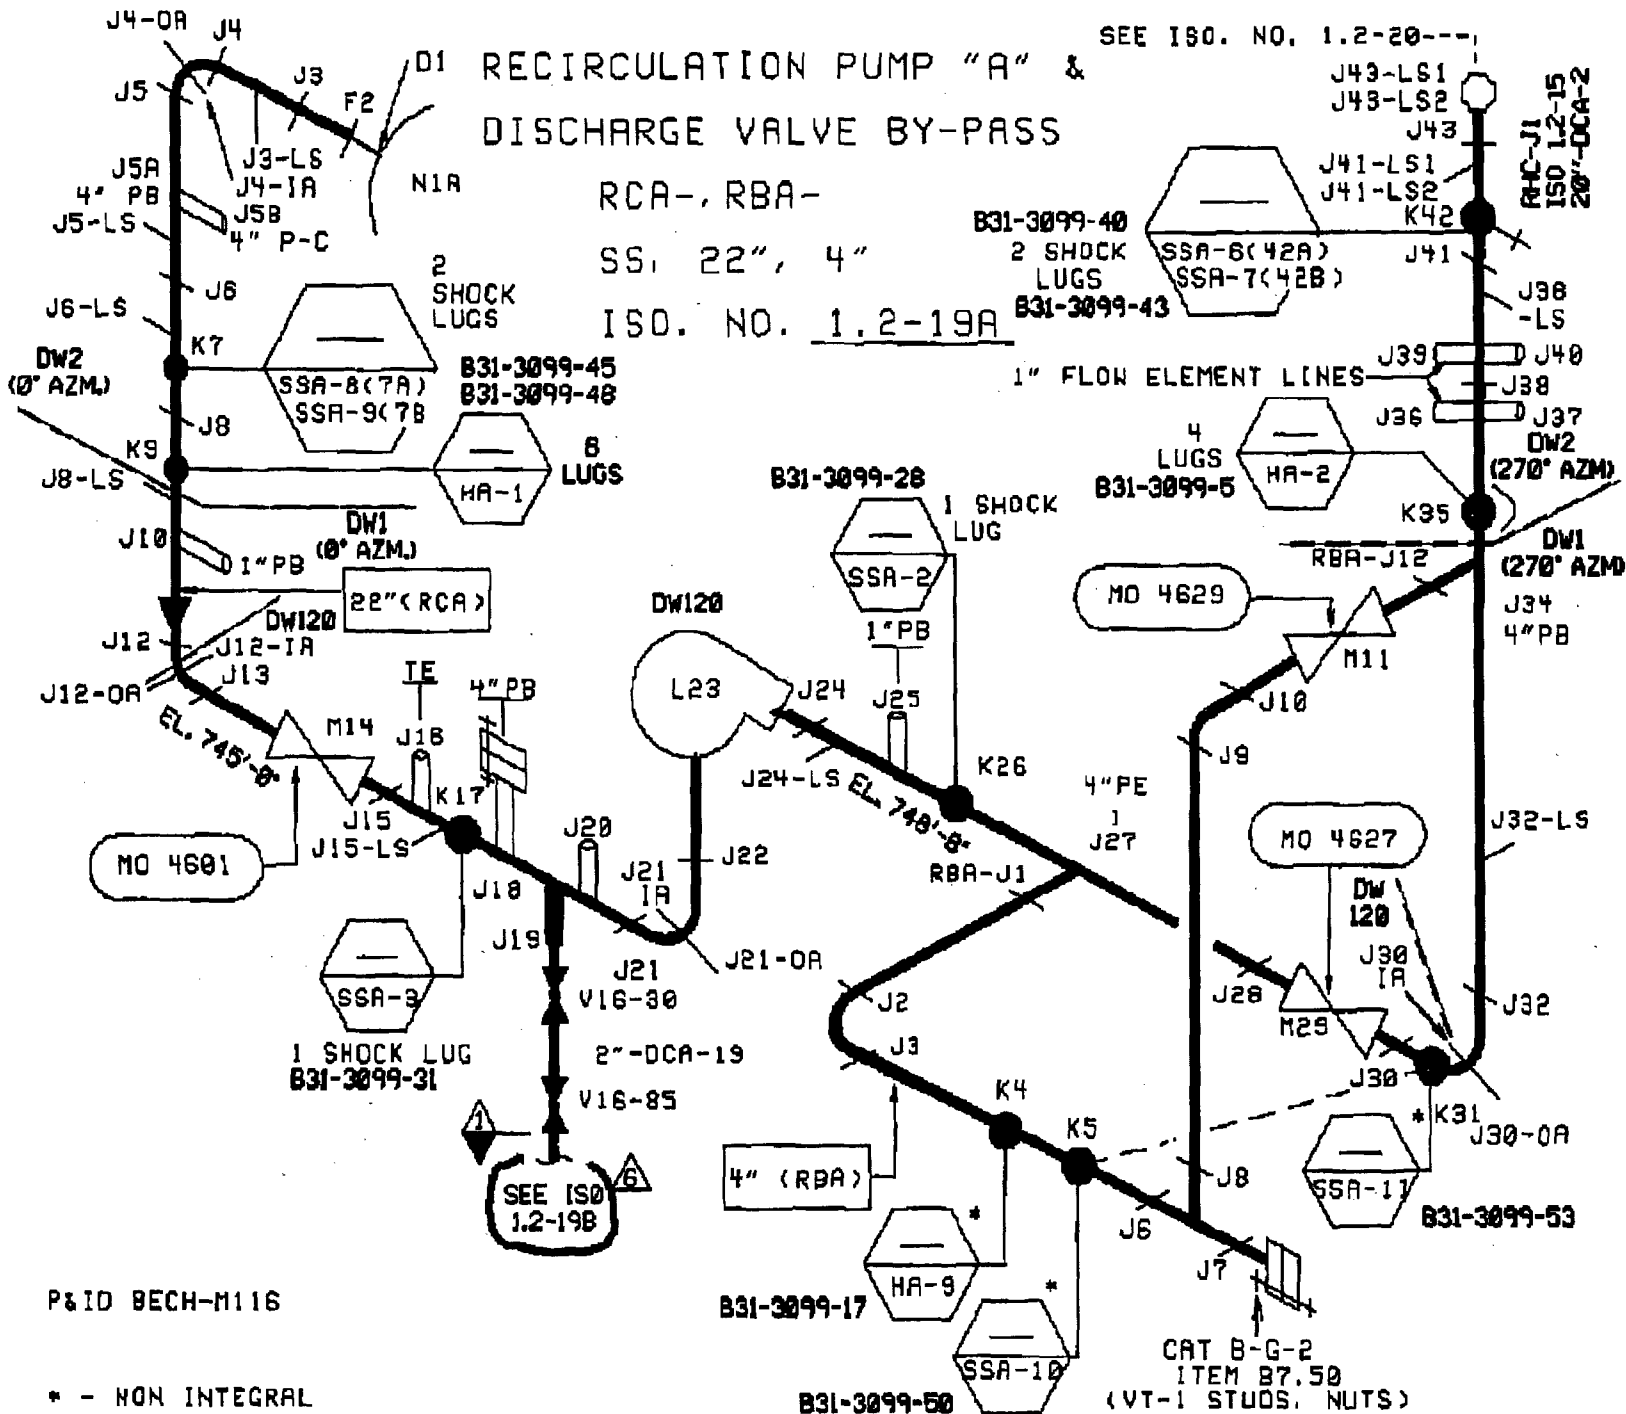 J4-OA
J4
D1
RECIRCULATION PUMP "A" &
DISCHARGE VALVE BY-PASS
RCA-, RBA-
SS, 22", 4"
ISO. NO. 1.2-19A
SEE ISO. NO. 1.2-20
J43-LS1
J43-LS2
J43
J41-LS1
J41-LS2
K42
RHC-J1
ISO 1.2-15
20"-DCA-2
J5
J3
F2
J3-LS
J4-IA
N1A
J5A
4" PB
J5B
4" P-C
J5-LS
J6
J6-LS
2
SHOCK
LUGS
K7
DW2
(0° AZM.)
SSA-8(7A)
SSA-9(7B
B31-3099-45
B31-3099-48
J8
K9
J8-LS
HA-1
8
LUGS
DW1
(0° AZM.)
J10
1"PB
22"(RCA)
B31-3099-40
2 SHOCK
LUGS
B31-3099-43
SSA-6(42A)
SSA-7(42B)
J41
J38
-LS
J39
J40
1" FLOW ELEMENT LINES
J38
J36
J37
4
LUGS
B31-3099-5
HA-2
DW2
(270° AZM)
K35
RBA-J12
DW1
(270° AZM)
J34
4"PB
B31-3099-28
1 SHOCK
LUG
SSA-2
MO 4629
M11
DW120
L23
J24
1"PB
J25
J24-LS
K26
EL. 748'-8"
J12
DW120
J12-IA
J12-OA
J13
EL. 745'-0"
M14
TE
J16
4"PB
K17
J15
J15-LS
MO 4601
J18
J19
J20
J21
IA
J22
J21
J21-OA
SSA-3
1 SHOCK LUG
B31-3099-31
V16-30
2"-DCA-19
V16-85
1
6
SEE ISO
1.2-19B
4"PE
J27
RBA-J1
J10
J9
J32-LS
MO 4627
DW
120
J30
IA
J28
M29
J32
J2
J3
K4
K5
J30
* K31
J30-OA
SSA-11
B31-3099-53
4" (RBA)
J8
J6
J7
*
HA-9
B31-3099-17
*
SSA-10
B31-3099-50
CAT B-G-2
ITEM B7.50
(VT-1 STUDS, NUTS)
P&ID BECH-M116
* - NON INTEGRAL